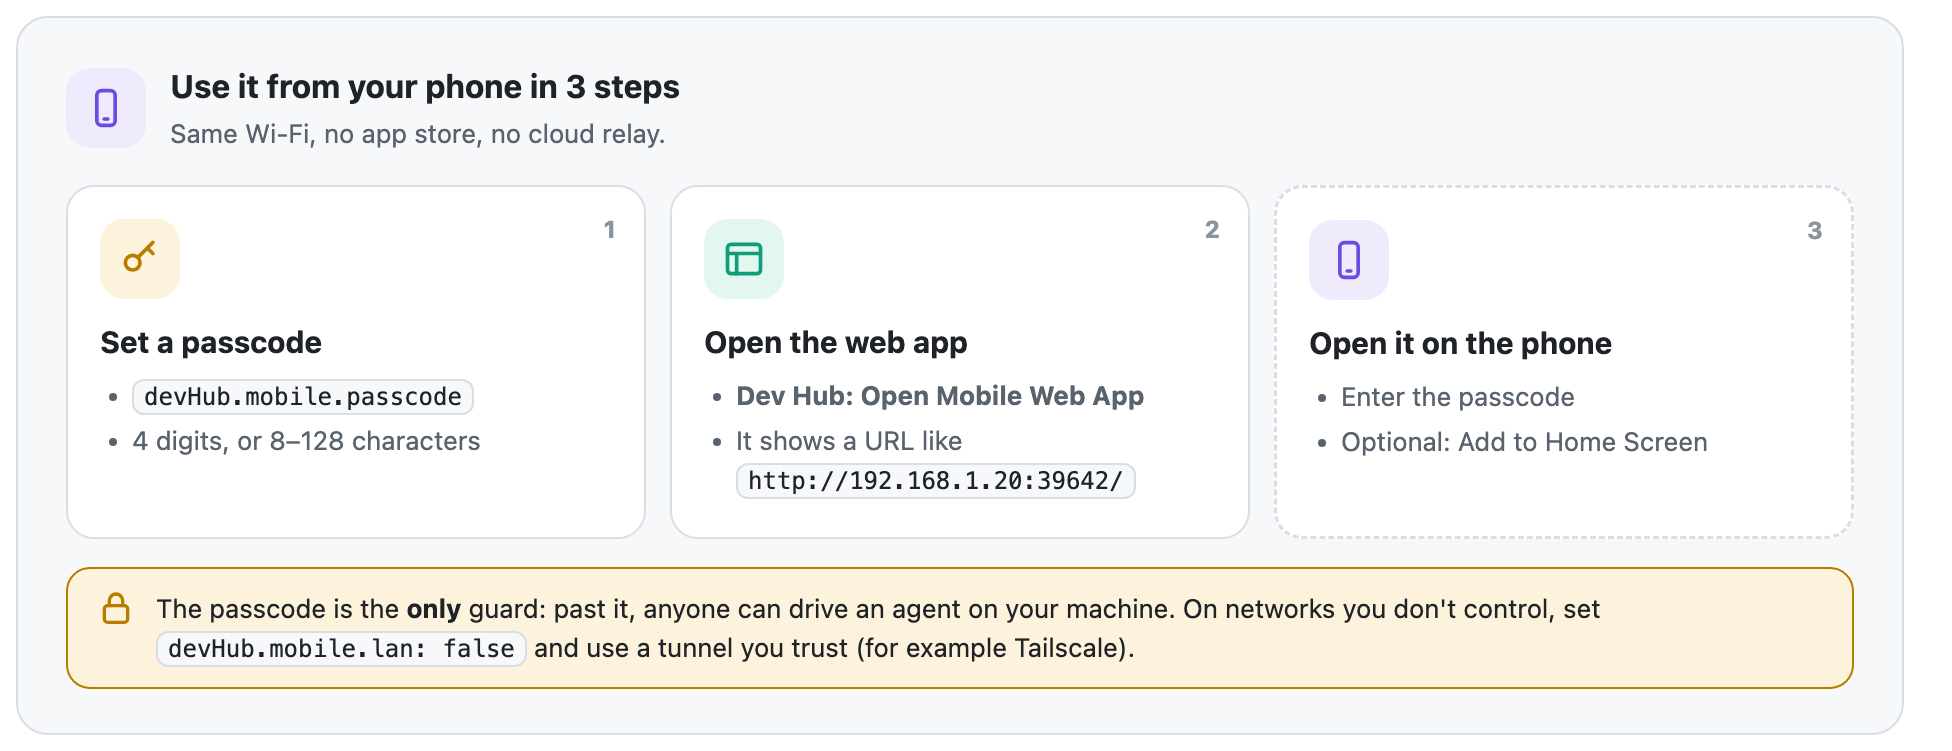 Use it from your phone in 3 steps
Same Wi-Fi, no app store, no cloud relay.
1
Set a passcode
• devHub.mobile.passcode
• 4 digits, or 8–128 characters
2
Open the web app
• Dev Hub: Open Mobile Web App
• It shows a URL like
http://192.168.1.20:39642/
3
Open it on the phone
• Enter the passcode
• Optional: Add to Home Screen
The passcode is the only guard: past it, anyone can drive an agent on your machine. On networks you don't control, set
devHub.mobile.lan: false and use a tunnel you trust (for example Tailscale).